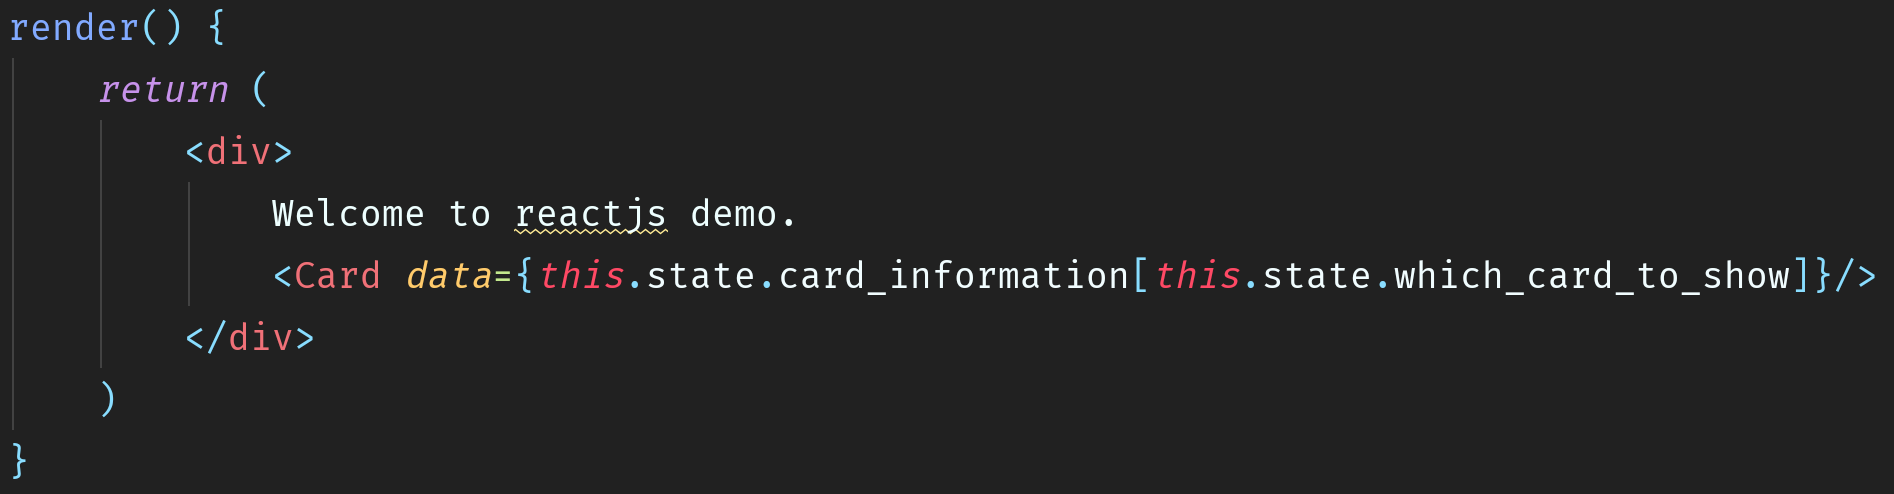 render() {
return (
<div>
Welcome to reactjs demo.
<Card data={this.state.card_information[this.state.which_card_to_show]}/>
</div>
)
}